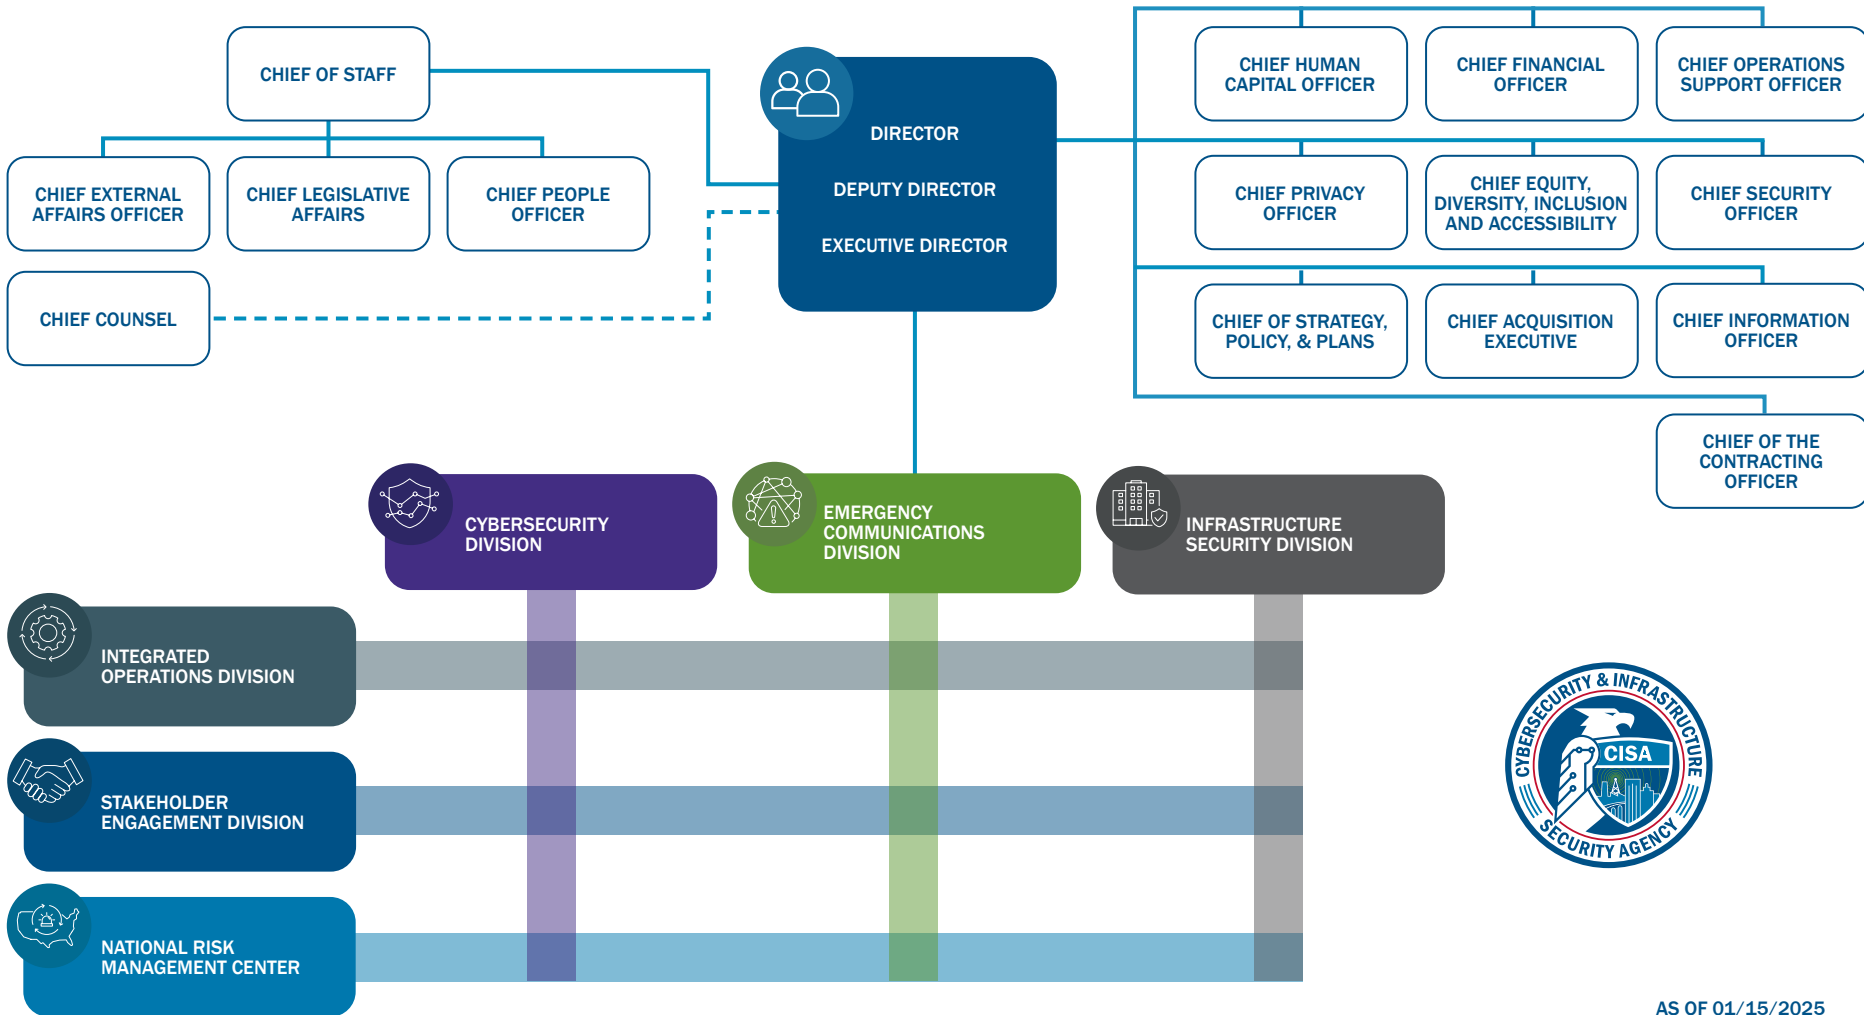 CHIEF OF STAFF
CHIEF EXTERNAL
AFFAIRS OFFICER
CHIEF LEGISLATIVE
AFFAIRS
CHIEF PEOPLE
OFFICER
CHIEF COUNSEL
DIRECTOR
DEPUTY DIRECTOR
EXECUTIVE DIRECTOR
CHIEF HUMAN
CAPITAL OFFICER
CHIEF FINANCIAL
OFFICER
CHIEF OPERATIONS
SUPPORT OFFICER
CHIEF PRIVACY
OFFICER
CHIEF EQUITY,
DIVERSITY, INCLUSION
AND ACCESSIBILITY
CHIEF SECURITY
OFFICER
CHIEF OF STRATEGY,
POLICY, & PLANS
CHIEF ACQUISITION
EXECUTIVE
CHIEF INFORMATION
OFFICER
CHIEF OF THE
CONTRACTING
OFFICER
CYBERSECURITY
DIVISION
EMERGENCY
COMMUNICATIONS
DIVISION
INFRASTRUCTURE
SECURITY DIVISION
INTEGRATED
OPERATIONS DIVISION
STAKEHOLDER
ENGAGEMENT DIVISION
NATIONAL RISK
MANAGEMENT CENTER
CYBERSECURITY & INFRASTRUCTURE
CISA
SECURITY AGENCY
AS OF 01/15/2025